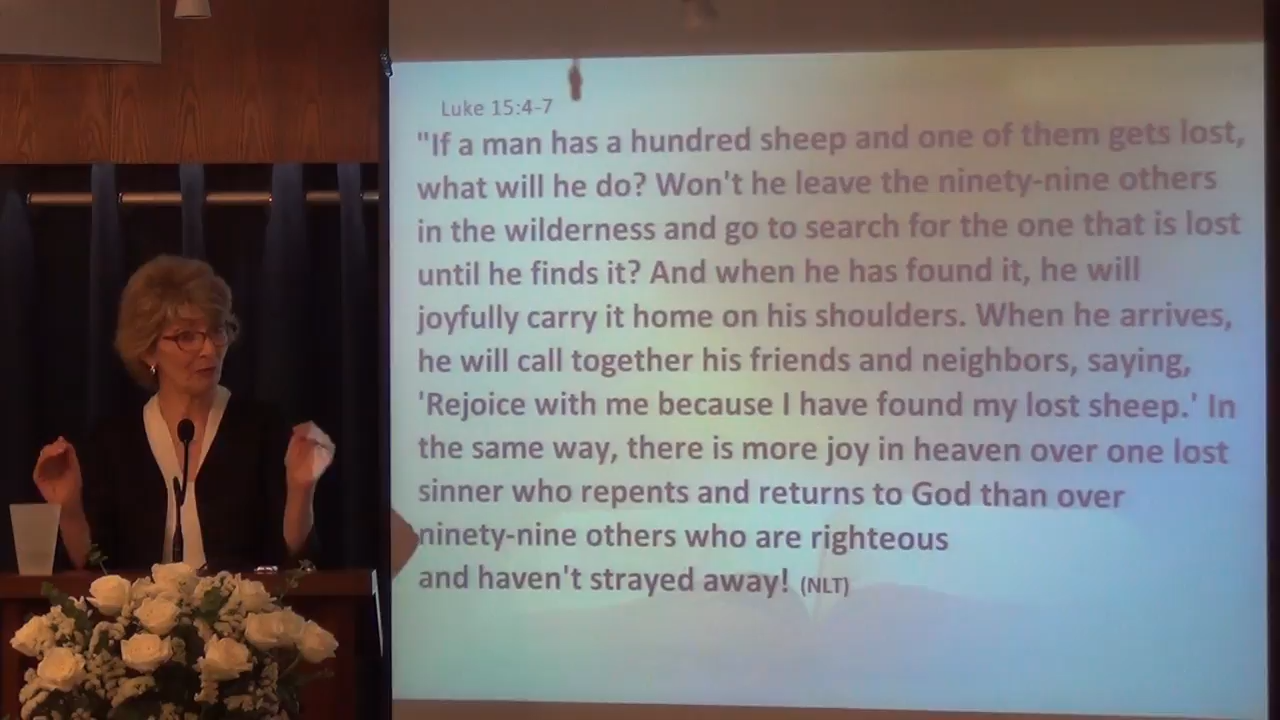 Luke 15:4-7
"If a man has a hundred sheep and one of them gets lost,
what will he do? Won't he leave the ninety-nine others
in the wilderness and go to search for the one that is lost
until he finds it? And when he has found it, he will
joyfully carry it home on his shoulders. When he arrives,
he will call together his friends and neighbors, saying,
'Rejoice with me because I have found my lost sheep.' In
the same way, there is more joy in heaven over one lost
sinner who repents and returns to God than over
ninety-nine others who are righteous
and haven't strayed away! (NLT)